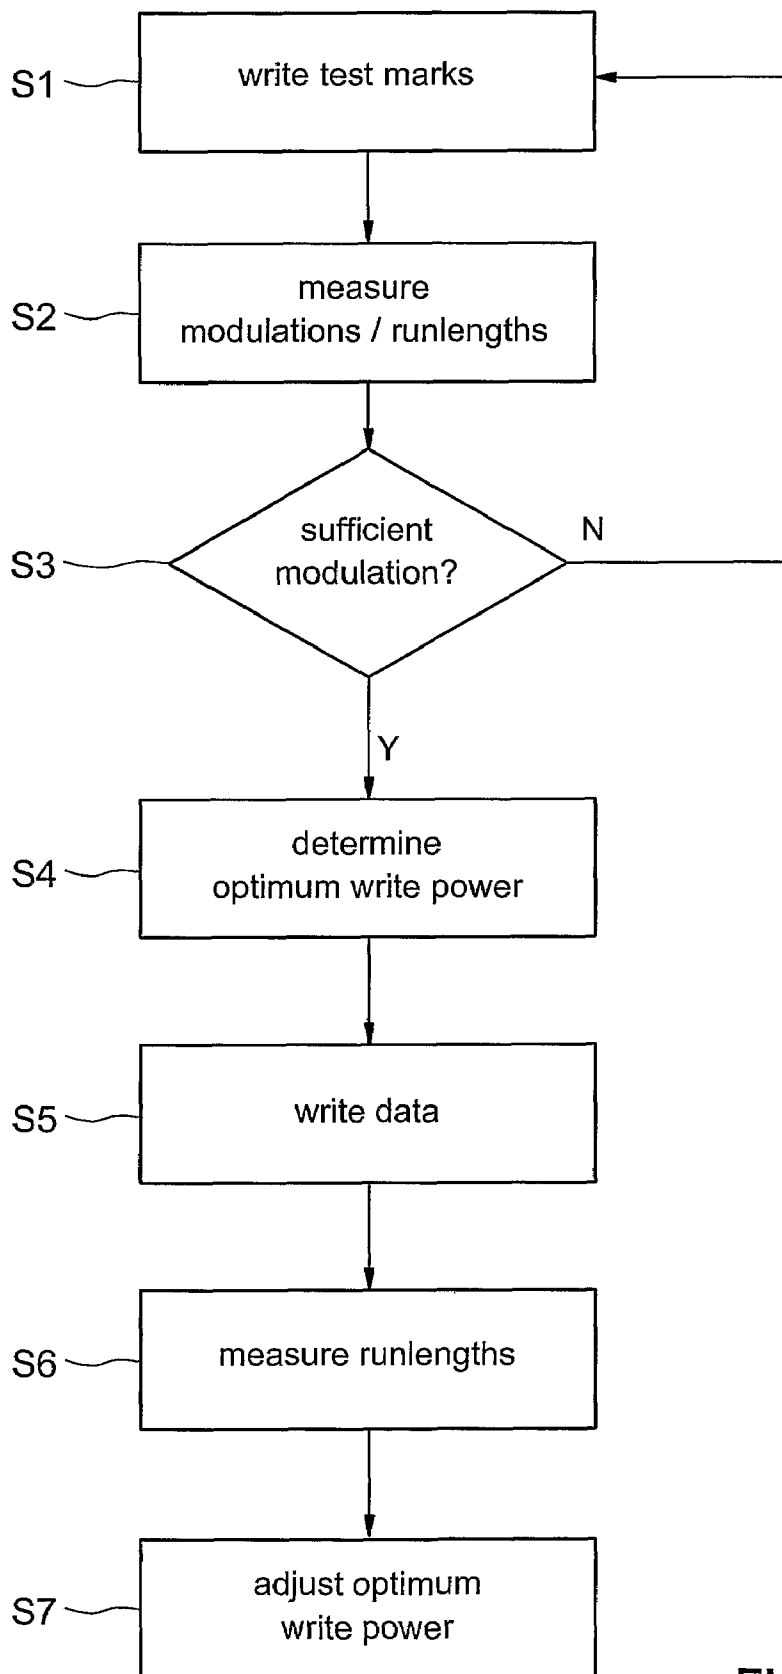 S1
write test marks
S2
measure
modulations / runlengths
S3
sufficient
modulation?
N
Y
S4
determine
optimum write power
S5
write data
S6
measure runlengths
S7
adjust optimum
write power